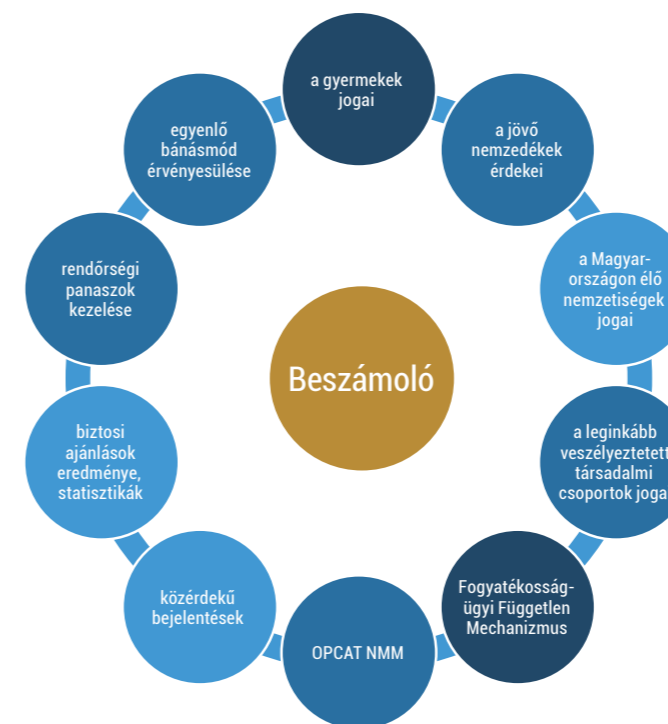 a gyermekek
jogai
a jövő
nemzedékek
érdekei
a Magyar-
országon élő
nemzetiségek
jogai
a leginkább
veszélyeztetett
társadalmi
csoportok joga
Fogyatékosság-
ügyi Független
Mechanizmus
OPCAT NMM
közérdekű
bejelentések
biztosi
ajánlások
eredménye,
statisztikák
rendőrségi
panaszok
kezelése
egyenlő
bánásmód
érvényesülése
Beszámoló